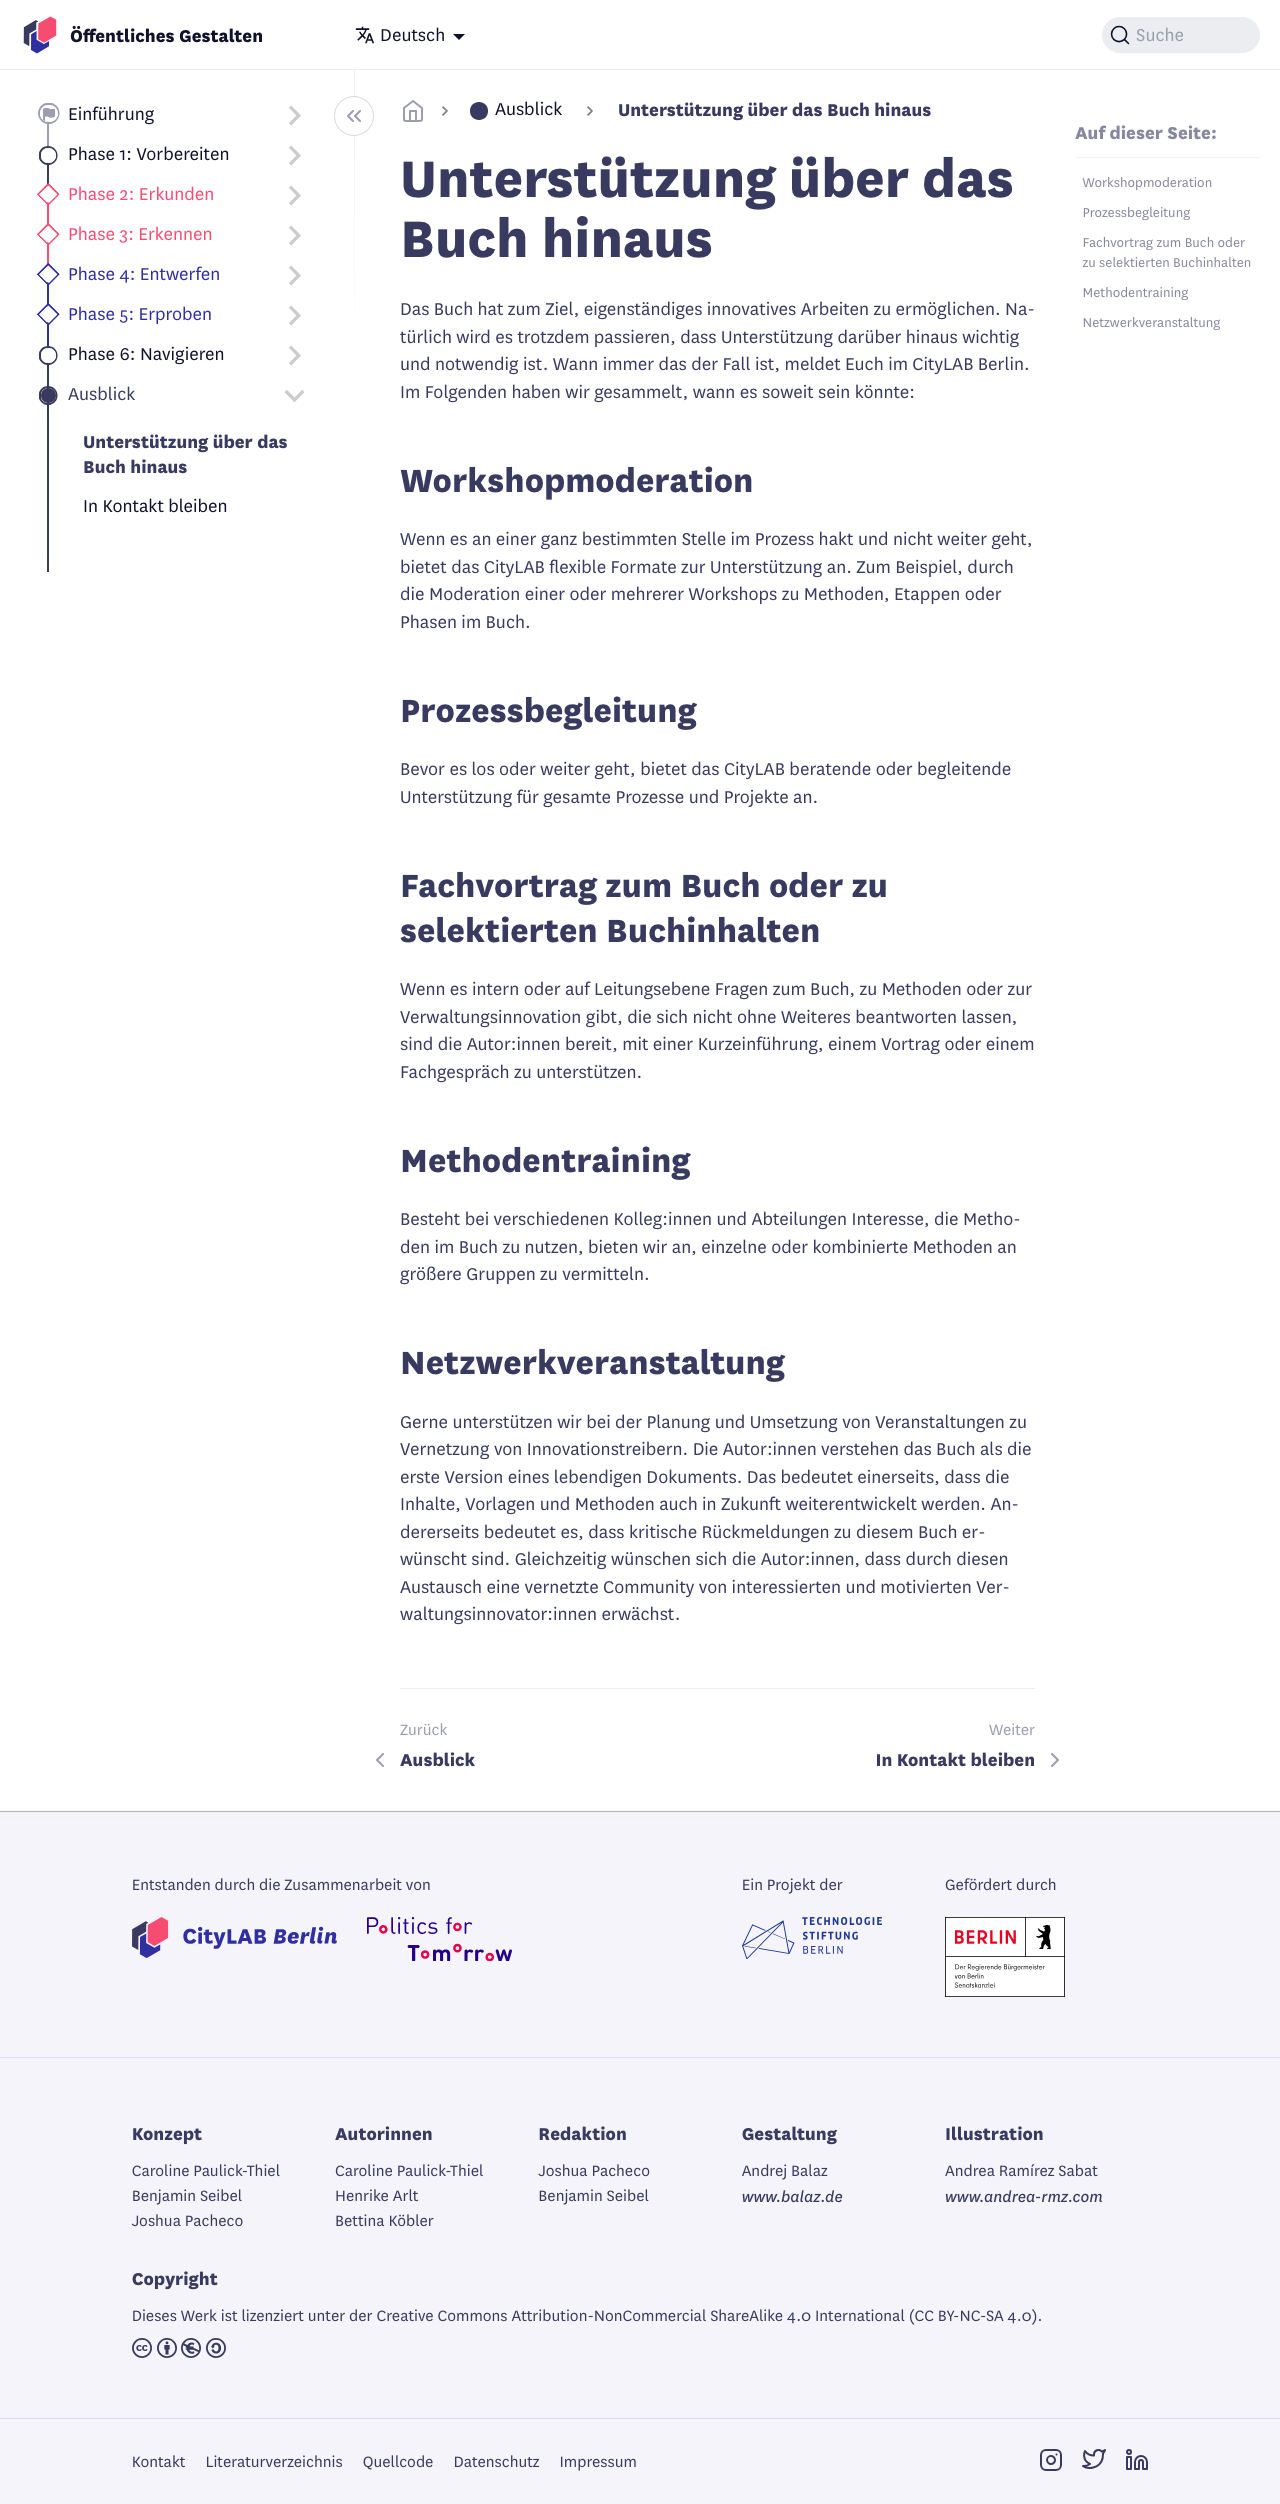 Öffentliches Gestalten
Deutsch
Suche
Einführung
Phase 1: Vorbereiten
Phase 2: Erkunden
Phase 3: Erkennen
Phase 4: Entwerfen
Phase 5: Erproben
Phase 6: Navigieren
Ausblick
Unterstützung über das
Buch hinaus
In Kontakt bleiben
Ausblick
Unterstützung über das Buch hinaus
Unterstützung über das
Buch hinaus
Das Buch hat zum Ziel, eigenständiges innovatives Arbeiten zu ermöglichen. Na-
türlich wird es trotzdem passieren, dass Unterstützung darüber hinaus wichtig
und notwendig ist. Wann immer das der Fall ist, meldet Euch im CityLAB Berlin.
Im Folgenden haben wir gesammelt, wann es soweit sein könnte:
Workshopmoderation
Wenn es an einer ganz bestimmten Stelle im Prozess hakt und nicht weiter geht,
bietet das CityLAB flexible Formate zur Unterstützung an. Zum Beispiel, durch
die Moderation einer oder mehrerer Workshops zu Methoden, Etappen oder
Phasen im Buch.
Prozessbegleitung
Bevor es los oder weiter geht, bietet das CityLAB beratende oder begleitende
Unterstützung für gesamte Prozesse und Projekte an.
Fachvortrag zum Buch oder zu
selektierten Buchinhalten
Wenn es intern oder auf Leitungsebene Fragen zum Buch, zu Methoden oder zur
Verwaltungsinnovation gibt, die sich nicht ohne Weiteres beantworten lassen,
sind die Autor:innen bereit, mit einer Kurzeinführung, einem Vortrag oder einem
Fachgespräch zu unterstützen.
Methodentraining
Besteht bei verschiedenen Kolleg:innen und Abteilungen Interesse, die Metho-
den im Buch zu nutzen, bieten wir an, einzelne oder kombinierte Methoden an
größere Gruppen zu vermitteln.
Netzwerkveranstaltung
Gerne unterstützen wir bei der Planung und Umsetzung von Veranstaltungen zu
Vernetzung von Innovationstreibern. Die Autor:innen verstehen das Buch als die
erste Version eines lebendigen Dokuments. Das bedeutet einerseits, dass die
Inhalte, Vorlagen und Methoden auch in Zukunft weiterentwickelt werden. An-
dererseits bedeutet es, dass kritische Rückmeldungen zu diesem Buch er-
wünscht sind. Gleichzeitig wünschen sich die Autor:innen, dass durch diesen
Austausch eine vernetzte Community von interessierten und motivierten Ver-
waltungsinnovator:innen erwächst.
Auf dieser Seite:
Workshopmoderation
Prozessbegleitung
Fachvortrag zum Buch oder
zu selektierten Buchinhalten
Methodentraining
Netzwerkveranstaltung
Zurück
Ausblick
Weiter
In Kontakt bleiben
Entstanden durch die Zusammenarbeit von
CityLAB Berlin
Politics for
Tomorrow
Ein Projekt der
TECHNOLOGIE
STIFTUNG
BERLIN
Gefördert durch
BERLIN
Der Regierende Bürgermeister
von Berlin
Senatskanzlei
Konzept
Caroline Paulick-Thiel
Benjamin Seibel
Joshua Pacheco
Autorinnen
Caroline Paulick-Thiel
Henrike Arlt
Bettina Köbler
Redaktion
Joshua Pacheco
Benjamin Seibel
Gestaltung
Andrej Balaz
www.balaz.de
Illustration
Andrea Ramírez Sabat
www.andrea-rmz.com
Copyright
Dieses Werk ist lizenziert unter der Creative Commons Attribution-NonCommercial ShareAlike 4.0 International (CC BY-NC-SA 4.0).
cc
Kontakt
Literaturverzeichnis
Quellcode
Datenschutz
Impressum
in